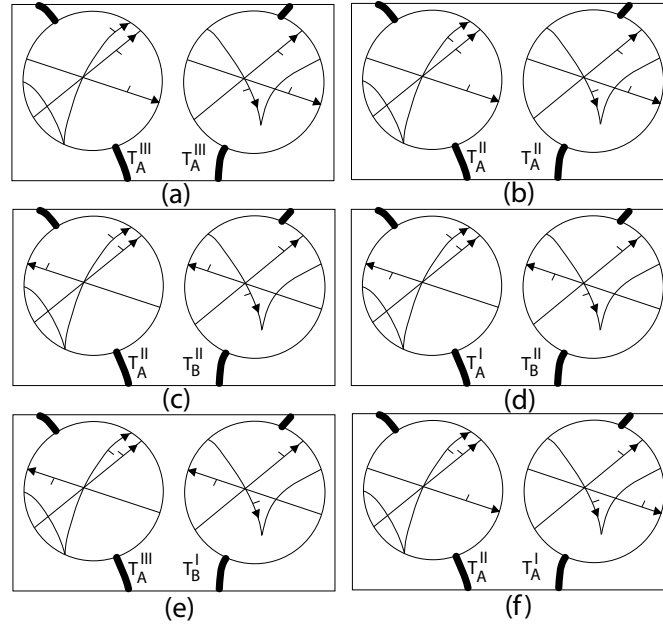 T_A^III T_A^III
(a)
T_A^II T_A^II
(b)
T_A^II T_B^II
(c)
T_A^I T_B^II
(d)
T_A^III T_B^I
(e)
T_A^II T_A^I
(f)